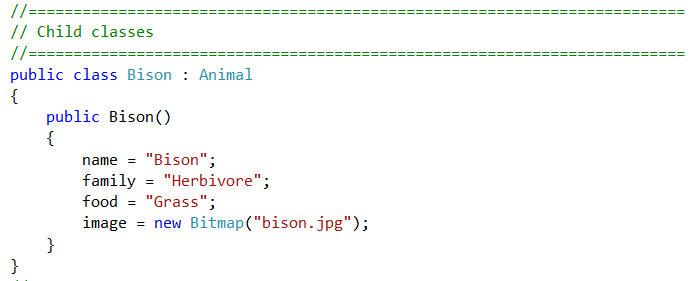 //=========================================================================
// Child classes
//=========================================================================
public class Bison : Animal
{
    public Bison()
    {
        name = "Bison";
        family = "Herbivore";
        food = "Grass";
        image = new Bitmap("bison.jpg");
    }
}